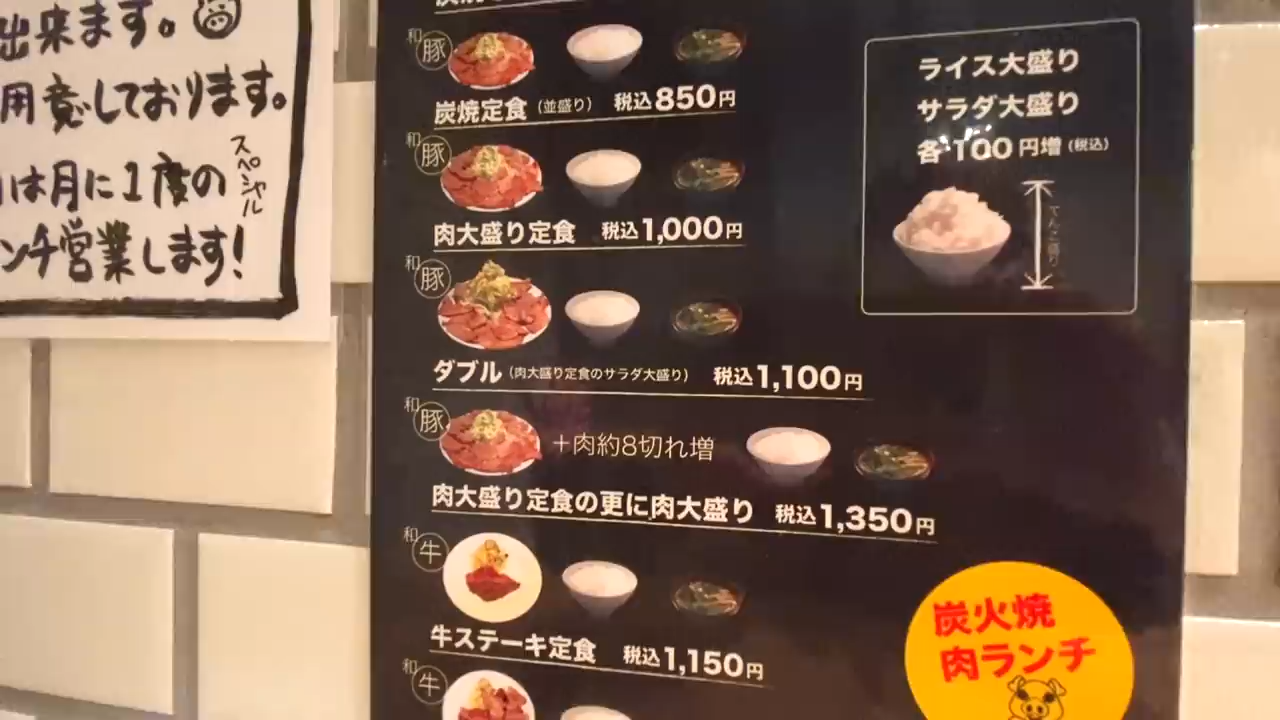 出来ます。
用意しております。
は月に1度の
スペシャル
ンチ営業します!
和豚
炭焼定食(並盛り) 税込850円
和豚
肉大盛り定食 税込1,000円
和豚
ダブル(肉大盛り定食のサラダ大盛り) 税込1,100円
和豚
+肉約8切れ増
肉大盛り定食の更に肉大盛り 税込1,350円
和牛
牛ステーキ定食 税込1,150円
和牛
ライス大盛り
サラダ大盛り
各100円増(税込)
てんこ盛り
炭火焼
肉ランチ